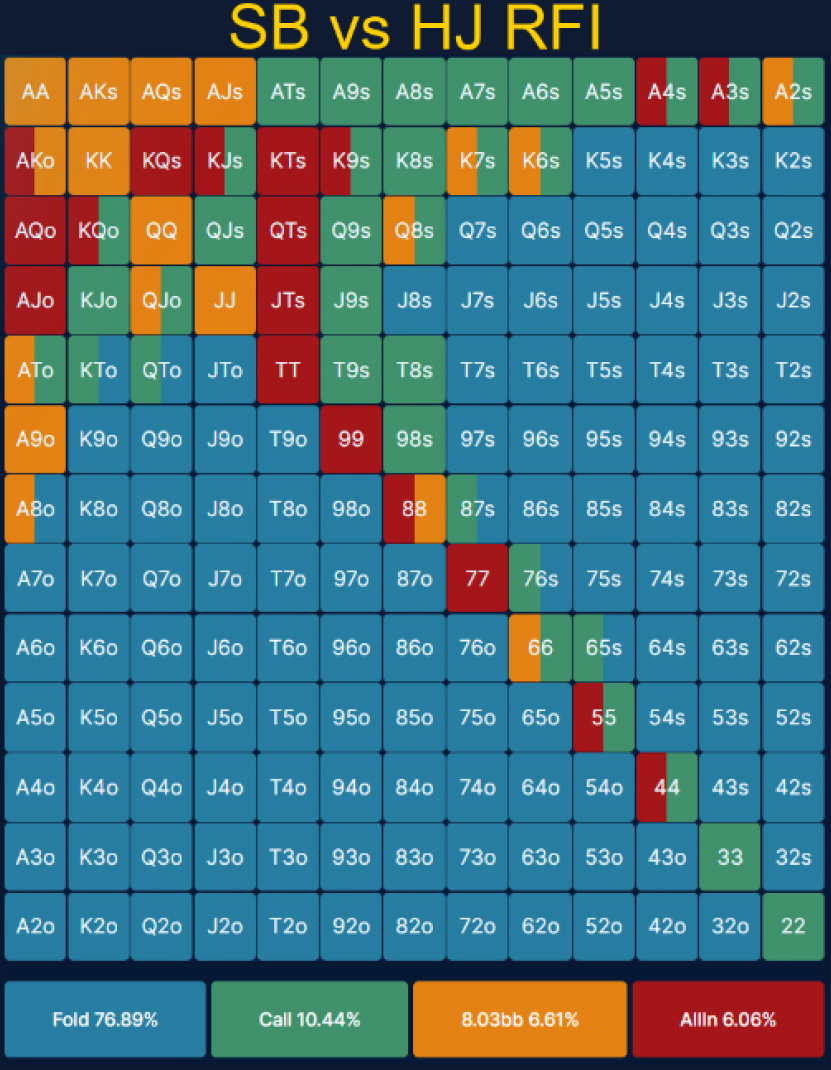 SB vs HJ RFI
AA AKs AQs AJs ATs A9s A8s A7s A6s A5s A4s A3s A2s
AKo KK KQs KJs KTs K9s K8s K7s K6s K5s K4s K3s K2s
AQo KQo QQ QJs QTs Q9s Q8s Q7s Q6s Q5s Q4s Q3s Q2s
AJo KJo QJo JJ JTs J9s J8s J7s J6s J5s J4s J3s J2s
ATo KTo QTo JTo TT T9s T8s T7s T6s T5s T4s T3s T2s
A9o K9o Q9o J9o T9o 99 98s 97s 96s 95s 94s 93s 92s
A8o K8o Q8o J8o T8o 98o 88 87s 86s 85s 84s 83s 82s
A7o K7o Q7o J7o T7o 97o 87o 77 76s 75s 74s 73s 72s
A6o K6o Q6o J6o T6o 96o 86o 76o 66 65s 64s 63s 62s
A5o K5o Q5o J5o T5o 95o 85o 75o 65o 55 54s 53s 52s
A4o K4o Q4o J4o T4o 94o 84o 74o 64o 54o 44 43s 42s
A3o K3o Q3o J3o T3o 93o 83o 73o 63o 53o 43o 33 32s
A2o K2o Q2o J2o T2o 92o 82o 72o 62o 52o 42o 32o 22
Fold 76.89% Call 10.44% 8.03bb 6.61% AllIn 6.06%